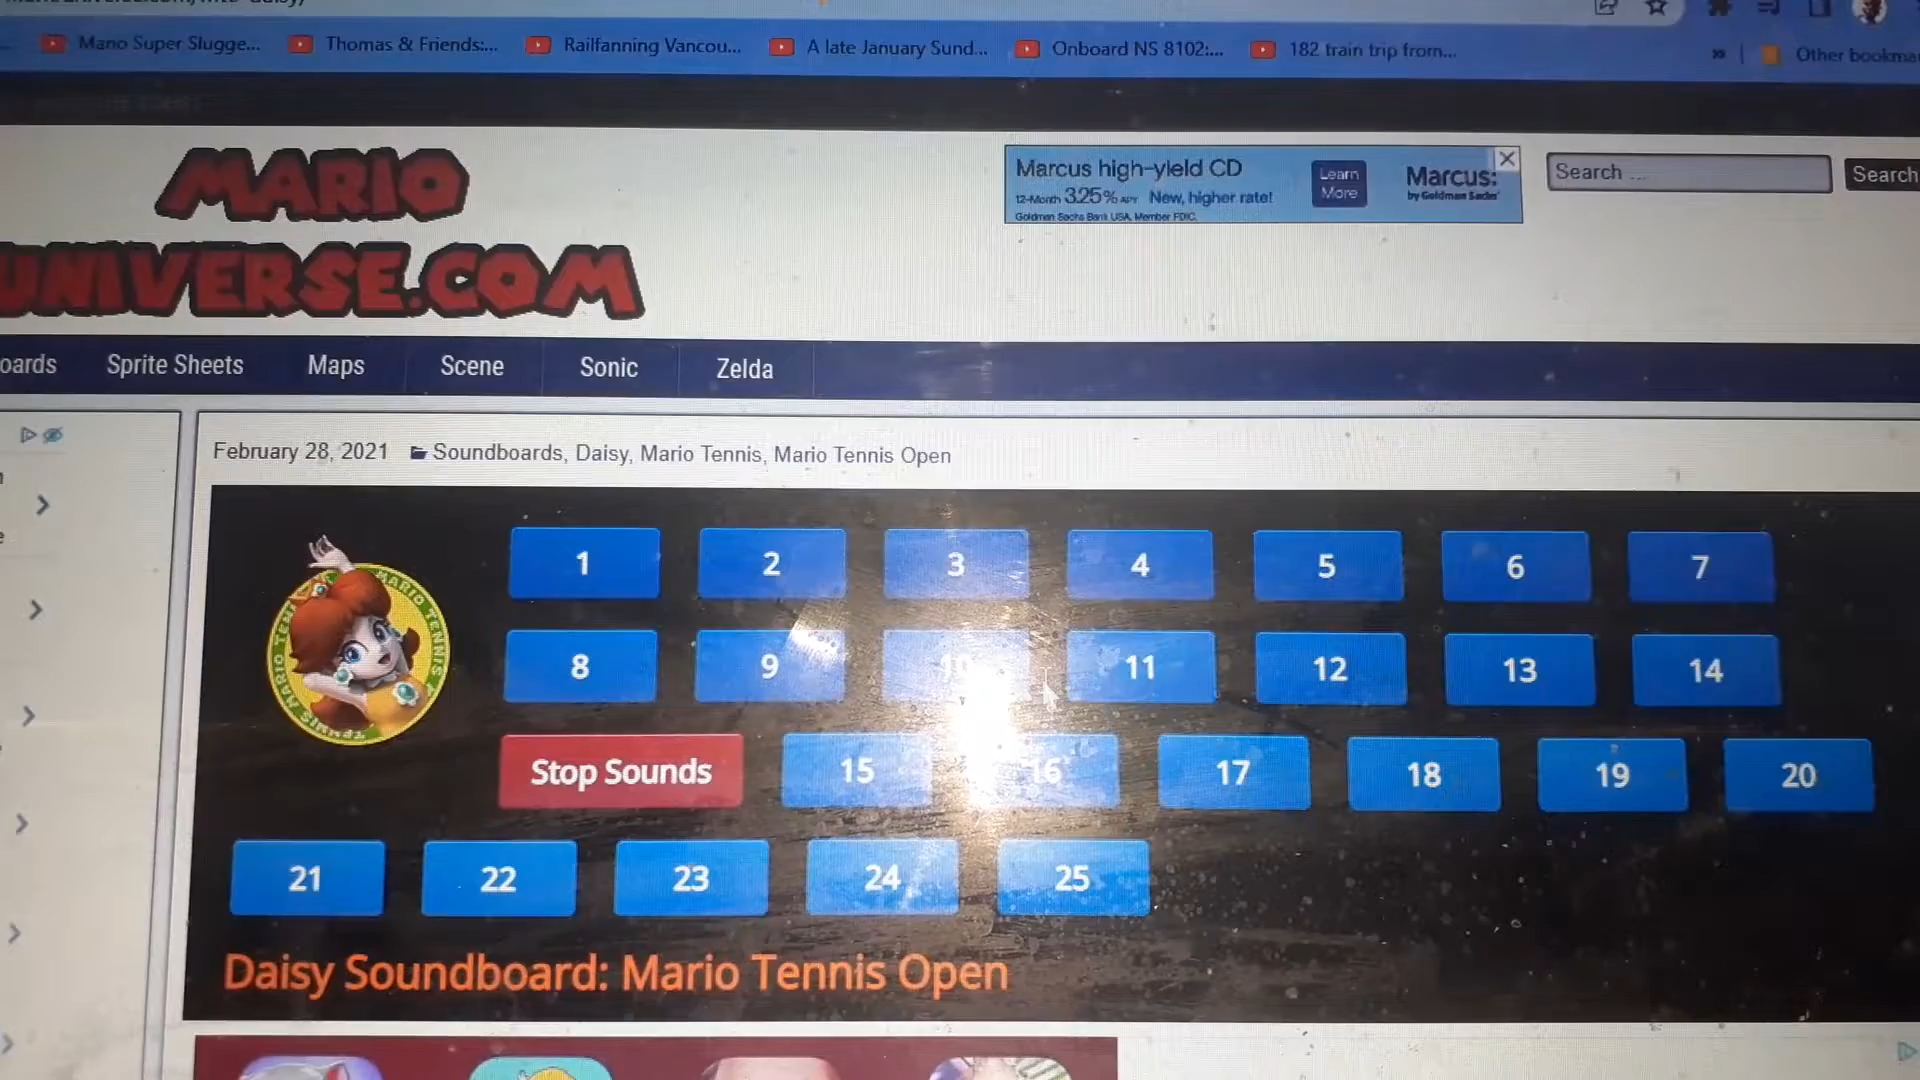 Mario Super Slugge... Thomas & Friends:... Railfanning Vancou... A late January Sund... Onboard NS 8102:... 182 train trip from... » Other bookma
MARIO
UNIVERSE.COM
Marcus high-yield CD
12-Month 3.25% APY New, higher rate!
Goldman Sachs Bank USA. Member FDIC.
Learn
More
Marcus:
by Goldman Sachs
Search ...
Search
oards Sprite Sheets Maps Scene Sonic Zelda
February 28, 2021 Soundboards, Daisy, Mario Tennis, Mario Tennis Open
MARIO TENNIS MARIO TENNIS
1 2 3 4 5 6 7
8 9 10 11 12 13 14
Stop Sounds 15 16 17 18 19 20
21 22 23 24 25
Daisy Soundboard: Mario Tennis Open